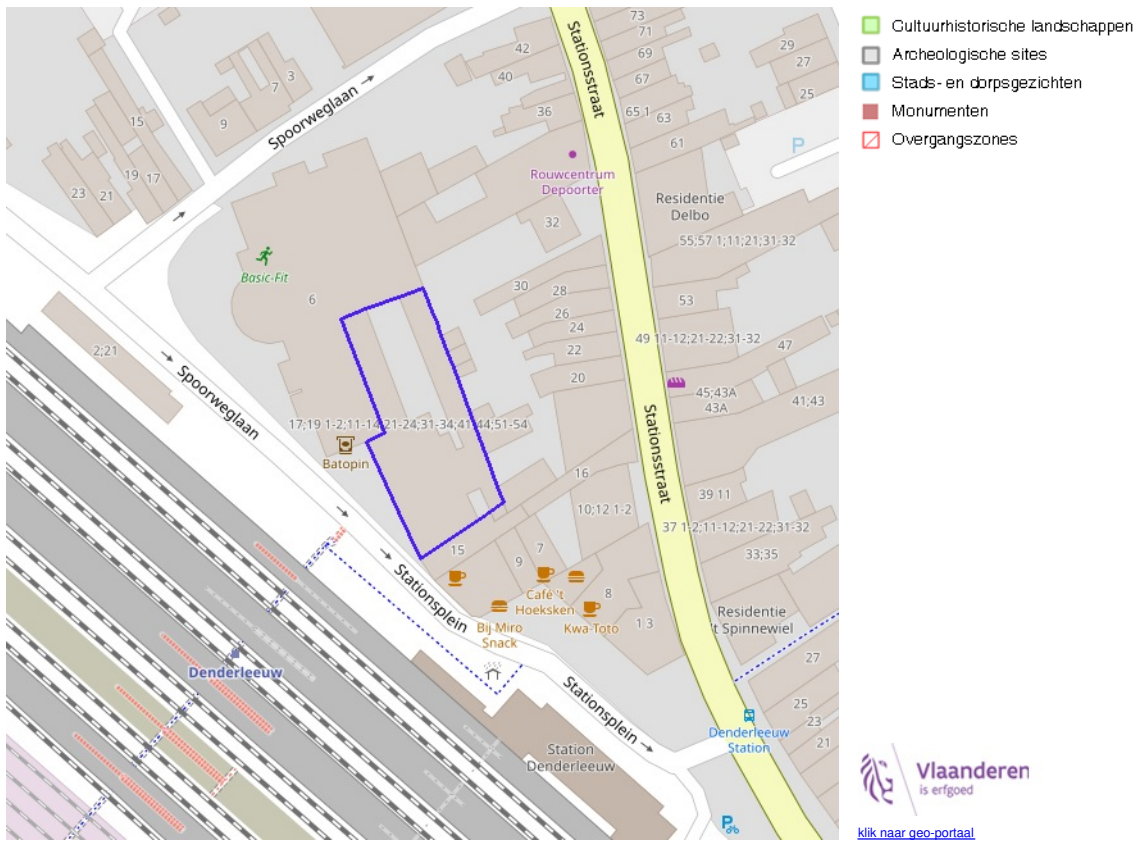 73
71
69
67
65 1
63
61
42
40
36
3
7
9
15
19
17
21
23
29
27
25
P
Stationsstraat
Spoorweglaan
Rouwcentrum
Depoorter
32
Residentie
Delbo
55;57 1;11;21;31-32
Basic-Fit
6
30
28
26
24
22
20
53
49 11-12;21-22;31-32
47
45;43A
43A
41;43
2;21
Spoorweglaan
17;19 1-2;11-14;21-24;31-34;41-44;51-54
Batopin
Stationsstraat
16
10;12 1-2
39 11
37 1-2;11-12;21-22;31-32
33;35
15
9
7
8
1 3
Café 't
Hoeksken
Kwa-Toto
Bij Miro
Snack
Stationsplein
Residentie
't Spinnewiel
27
25
23
21
Denderleeuw
Stationsplein
Station
Denderleeuw
Denderleeuw
Station
P
Cultuurhistorische landschappen
Archeologische sites
Stads- en dorpsgezichten
Monumenten
Overgangszones
Vlaanderen
is erfgoed
klik naar geo-portaal